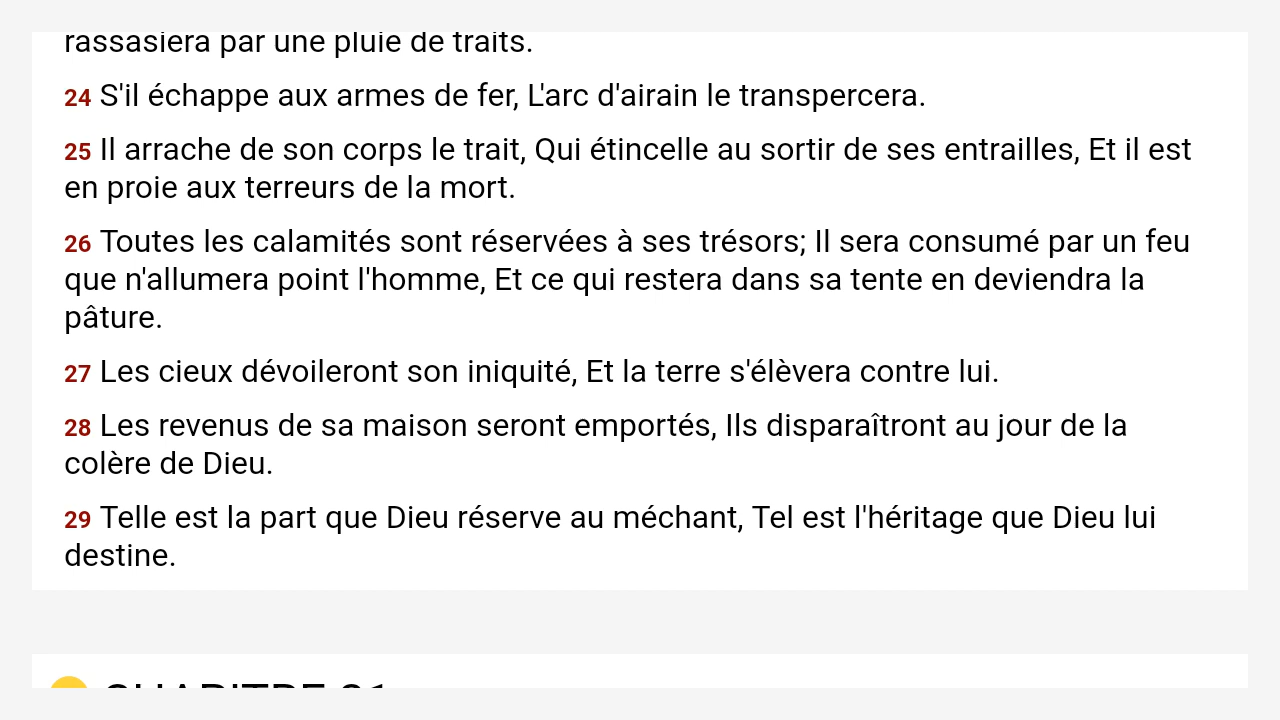 rassasiera par une pluie de traits.
24 S'il échappe aux armes de fer, L'arc d'airain le transpercera.
25 Il arrache de son corps le trait, Qui étincelle au sortir de ses entrailles, Et il est
en proie aux terreurs de la mort.
26 Toutes les calamités sont réservées à ses trésors; Il sera consumé par un feu
que n'allumera point l'homme, Et ce qui restera dans sa tente en deviendra la
pâture.
27 Les cieux dévoileront son iniquité, Et la terre s'élèvera contre lui.
28 Les revenus de sa maison seront emportés, Ils disparaîtront au jour de la
colère de Dieu.
29 Telle est la part que Dieu réserve au méchant, Tel est l'héritage que Dieu lui
destine.
CHAPITRE 21